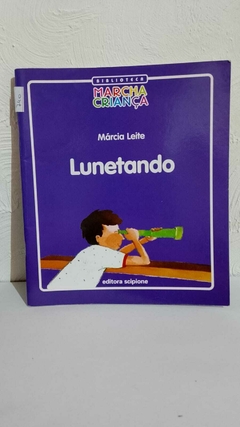 BIBLIOTECA
MARCHA
CRIANÇA
Márcia Leite
Lunetando
editora scipione